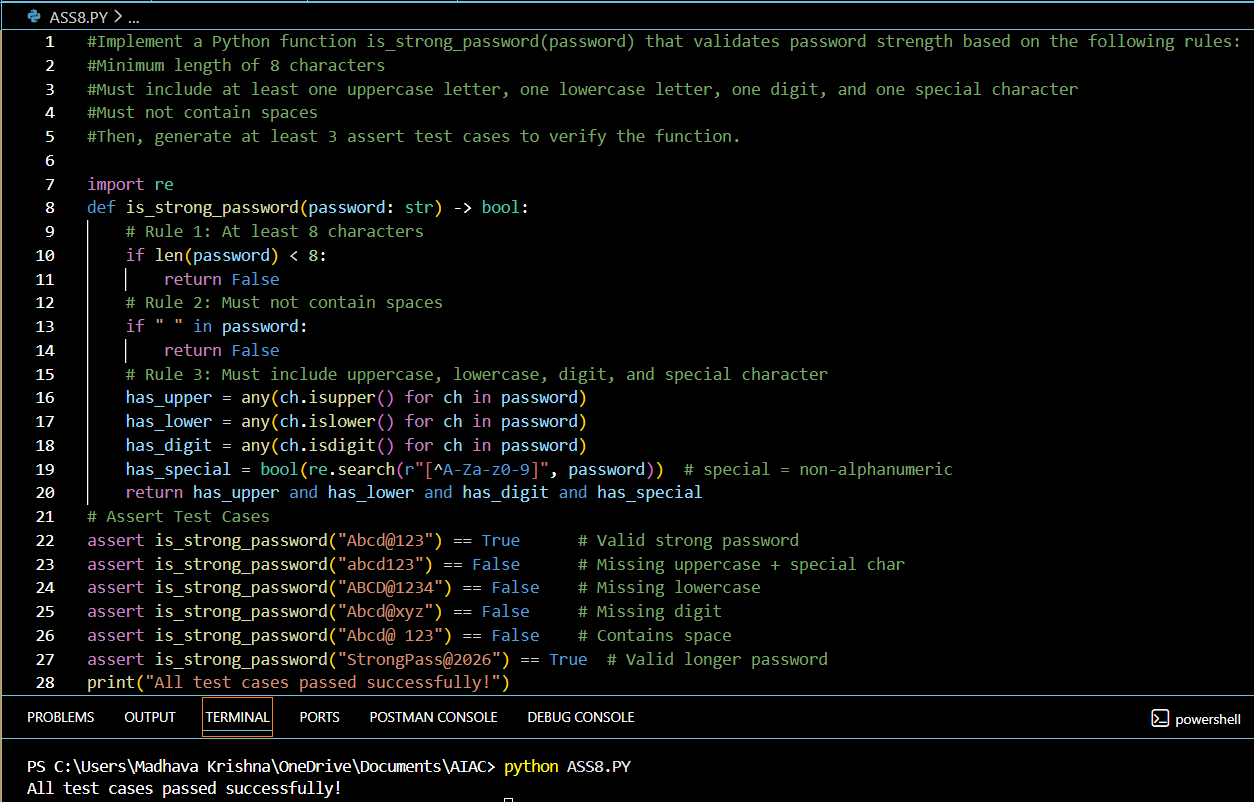 ASS8.PY > ...
1 #Implement a Python function is_strong_password(password) that validates password strength based on the following rules:
2 #Minimum length of 8 characters
3 #Must include at least one uppercase letter, one lowercase letter, one digit, and one special character
4 #Must not contain spaces
5 #Then, generate at least 3 assert test cases to verify the function.
6
7 import re
8 def is_strong_password(password: str) -> bool:
9     # Rule 1: At least 8 characters
10     if len(password) < 8:
11         return False
12     # Rule 2: Must not contain spaces
13     if " " in password:
14         return False
15     # Rule 3: Must include uppercase, lowercase, digit, and special character
16     has_upper = any(ch.isupper() for ch in password)
17     has_lower = any(ch.islower() for ch in password)
18     has_digit = any(ch.isdigit() for ch in password)
19     has_special = bool(re.search(r"[^A-Za-z0-9]", password))  # special = non-alphanumeric
20     return has_upper and has_lower and has_digit and has_special
21 # Assert Test Cases
22 assert is_strong_password("Abcd@123") == True      # Valid strong password
23 assert is_strong_password("abcd123") == False      # Missing uppercase + special char
24 assert is_strong_password("ABCD@1234") == False    # Missing lowercase
25 assert is_strong_password("Abcd@xyz") == False     # Missing digit
26 assert is_strong_password("Abcd@ 123") == False    # Contains space
27 assert is_strong_password("StrongPass@2026") == True  # Valid longer password
28 print("All test cases passed successfully!")
PROBLEMS OUTPUT TERMINAL PORTS POSTMAN CONSOLE DEBUG CONSOLE powershell
PS C:\Users\Madhava Krishna\OneDrive\Documents\AIAC> python ASS8.PY
All test cases passed successfully!